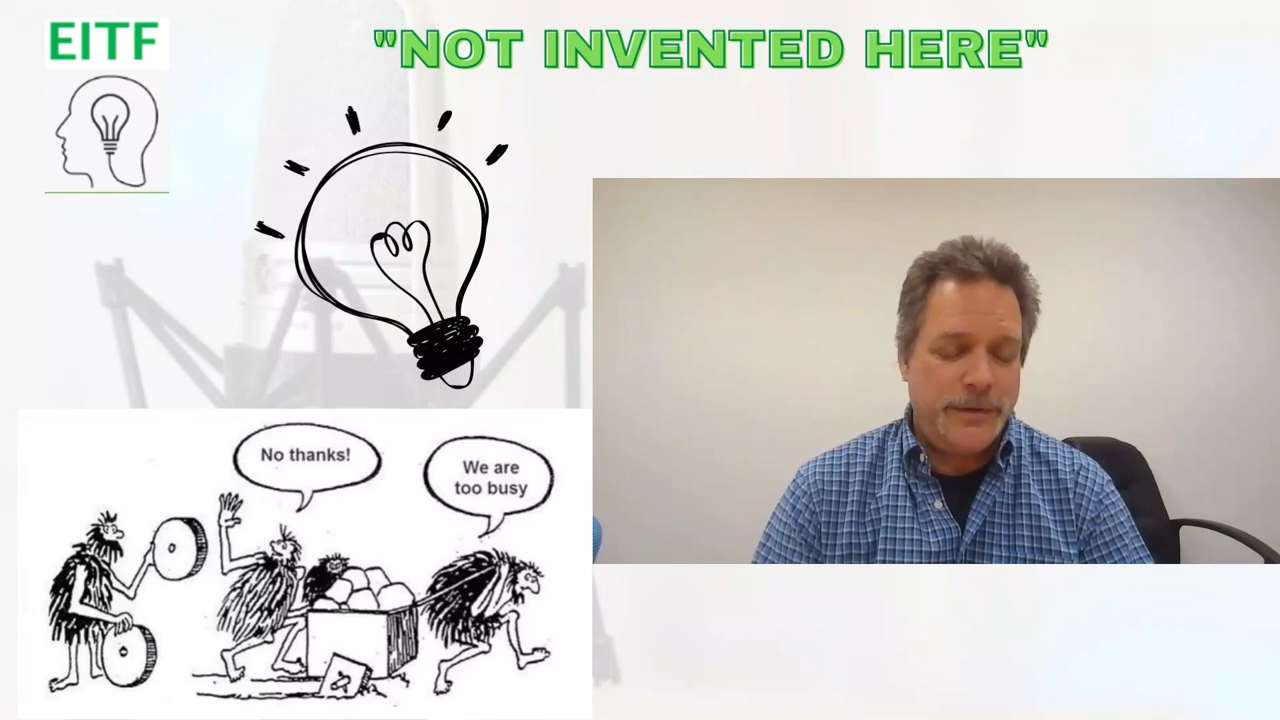 EITF
"NOT INVENTED HERE"
No thanks!
We are
too busy